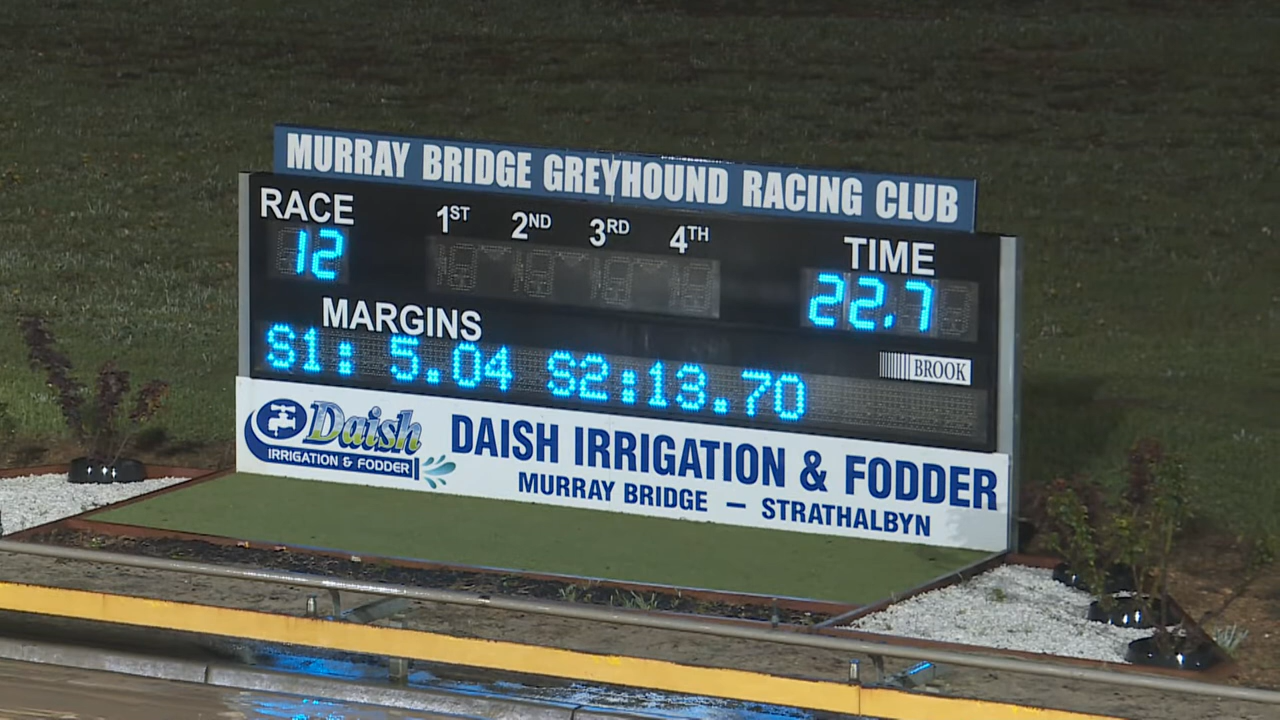 MURRAY BRIDGE GREYHOUND RACING CLUB
RACE 1ST 2ND 3RD 4TH TIME
12 22.7
MARGINS
BROOK
S1: 5.04 S2:13.70
Daish
IRRIGATION & FODDER
DAISH IRRIGATION & FODDER
MURRAY BRIDGE – STRATHALBYN